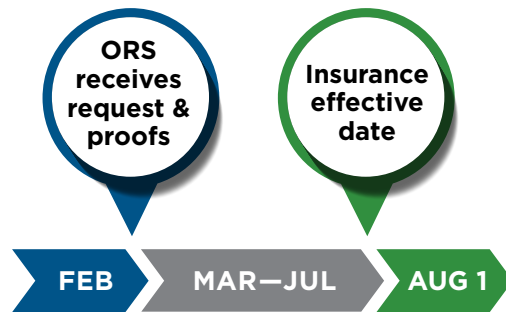 ORS
receives
request &
proofs
Insurance
effective
date
FEB
MAR—JUL
AUG 1